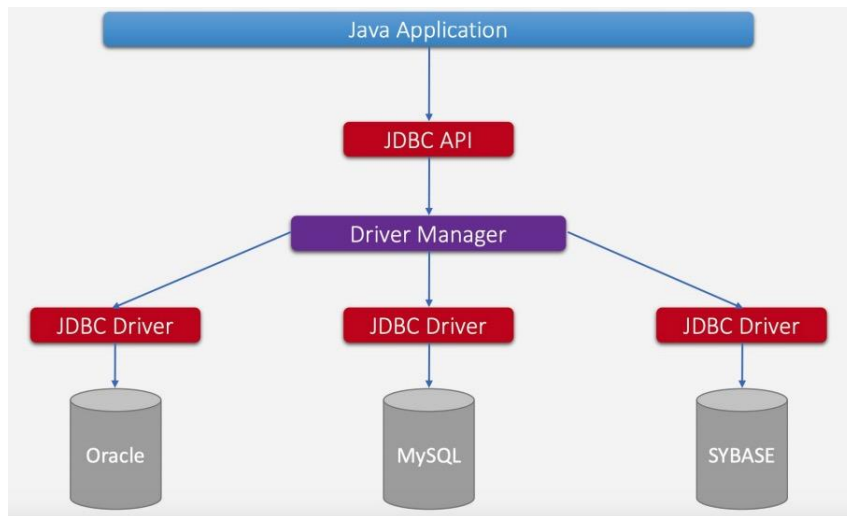 Java Application
JDBC API
Driver Manager
JDBC Driver
JDBC Driver
JDBC Driver
Oracle
MySQL
SYBASE